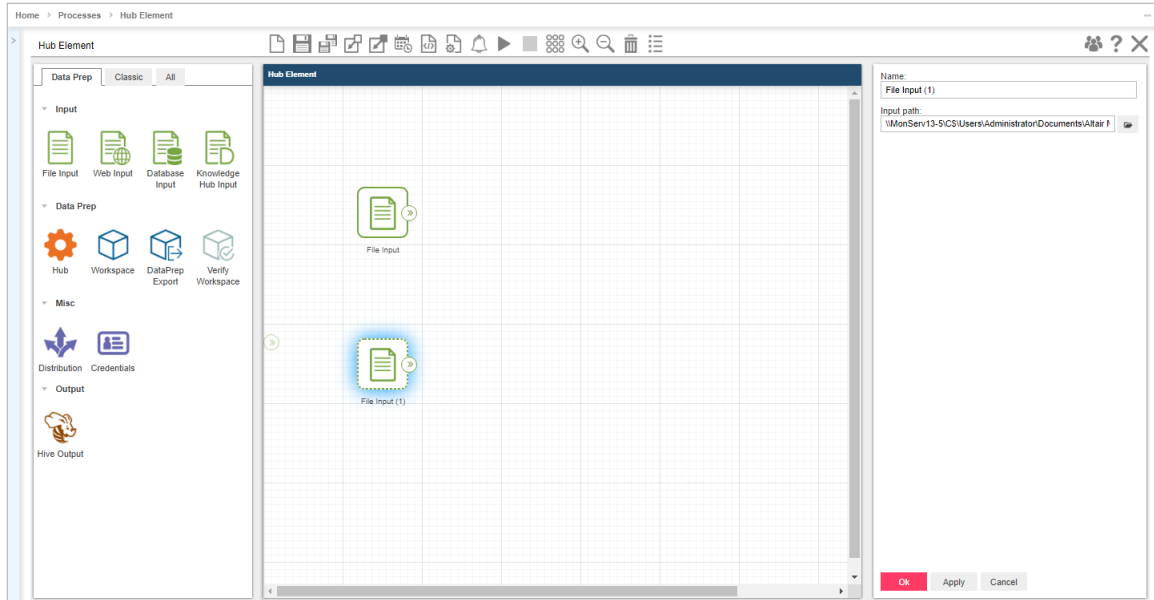 Home > Processes > Hub Element
Hub Element
Data Prep Classic All
Input
File Input Web Input Database Input Knowledge Hub Input
Data Prep
Hub Workspace DataPrep Export Verify Workspace
Misc
Distribution Credentials
Output
Hive Output
Hub Element
File Input
File Input (1)
Name:
File Input (1)
Input path:
\\MonServ13-5\C$\Users\Administrator\Documents\Altair
Ok Apply Cancel